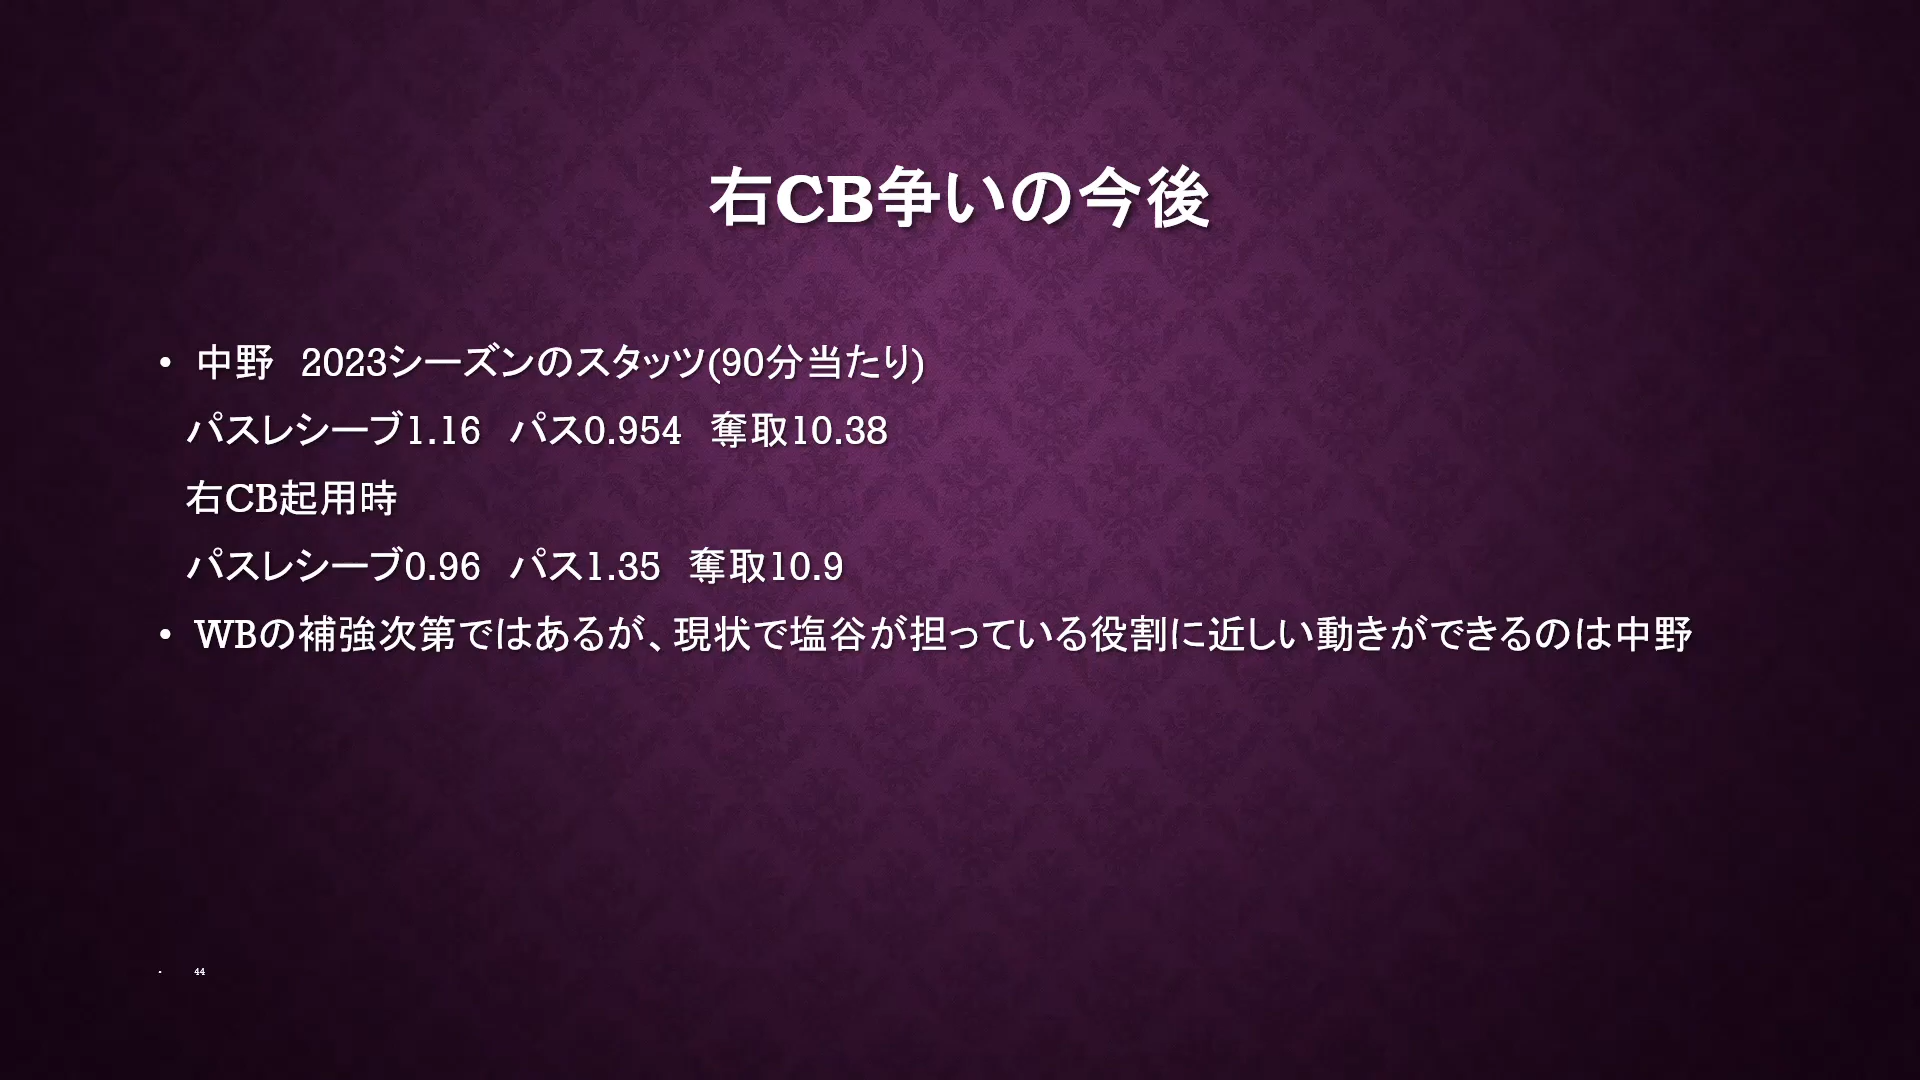 右CB争いの今後
• 中野　2023シーズンのスタッツ(90分当たり)
パスレシーブ1.16　パス0.954　奪取10.38
右CB起用時
パスレシーブ0.96　パス1.35　奪取10.9
• WBの補強次第ではあるが、現状で塩谷が担っている役割に近しい動きができるのは中野
• 44